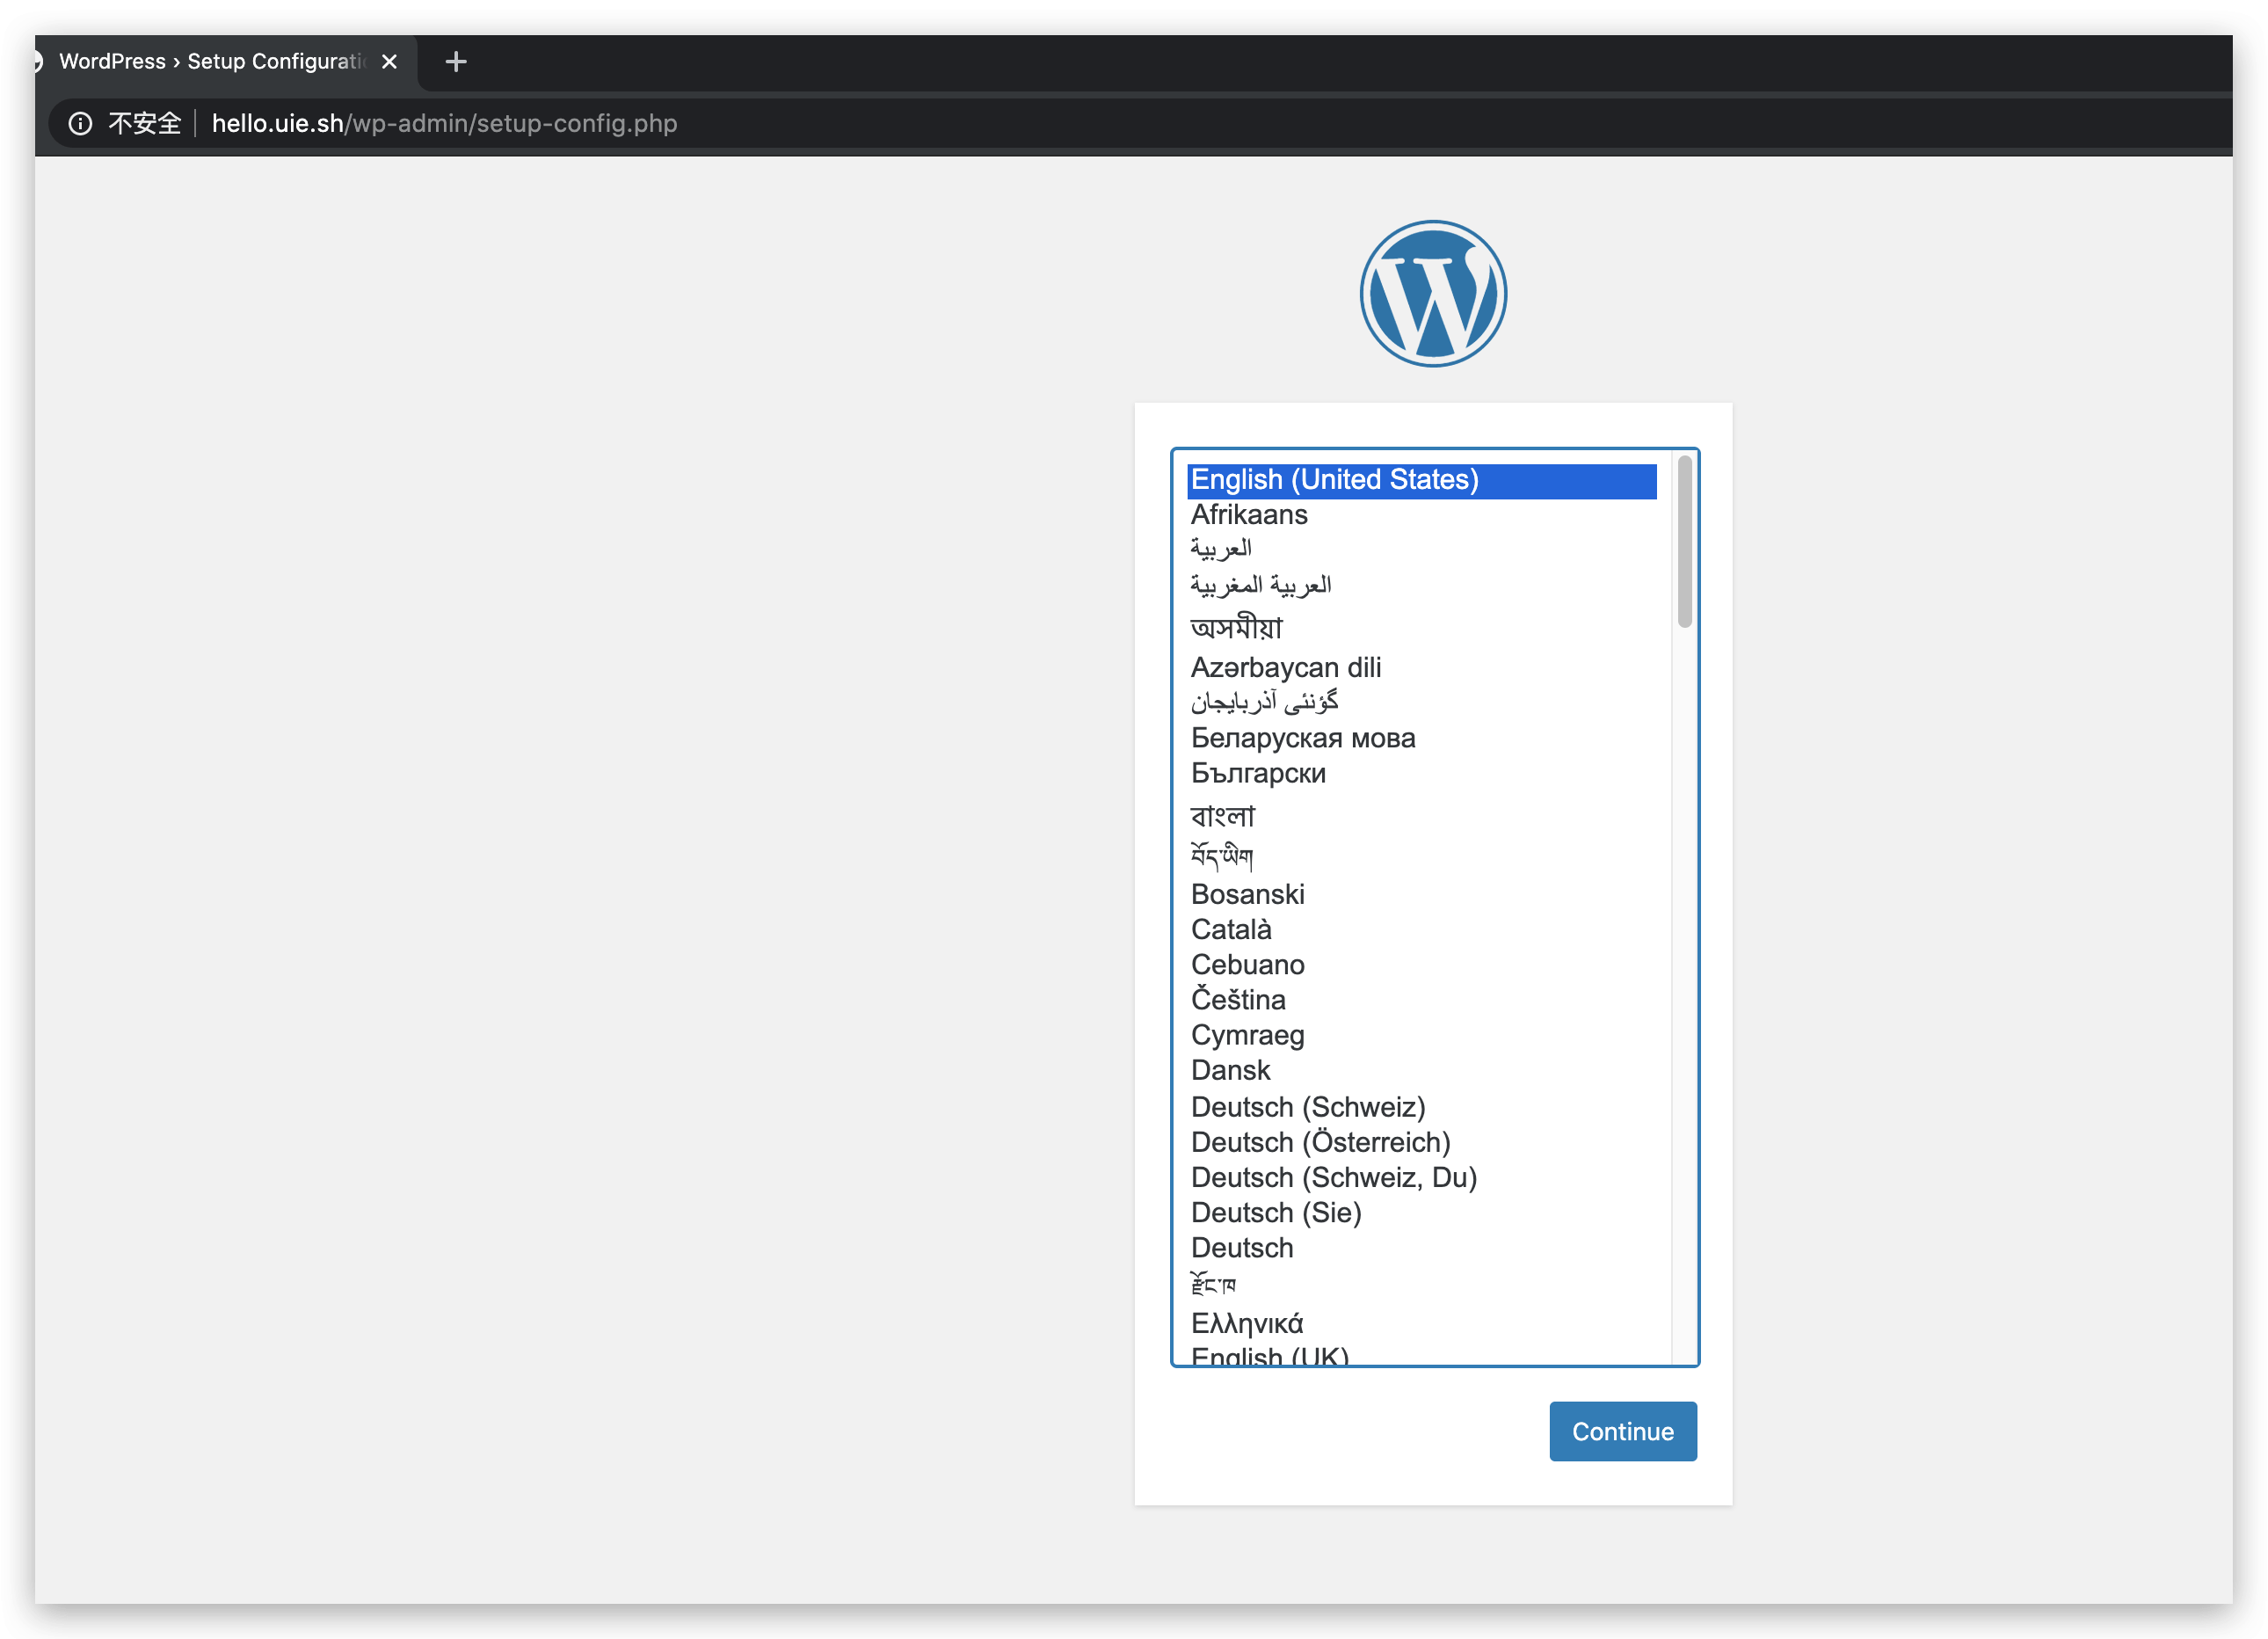 WordPress › Setup Configurati
不安全 hello.uie.sh/wp-admin/setup-config.php
English (United States)
Afrikaans
العربية
العربية المغربية
অসমীয়া
Azərbaycan dili
گؤنئی آذربایجان
Беларуская мова
Български
বাংলা
བོད་ཡིག
Bosanski
Català
Cebuano
Čeština
Cymraeg
Dansk
Deutsch (Schweiz)
Deutsch (Österreich)
Deutsch (Schweiz, Du)
Deutsch (Sie)
Deutsch
རྫོང་ཁ
Ελληνικά
English (UK)
Continue